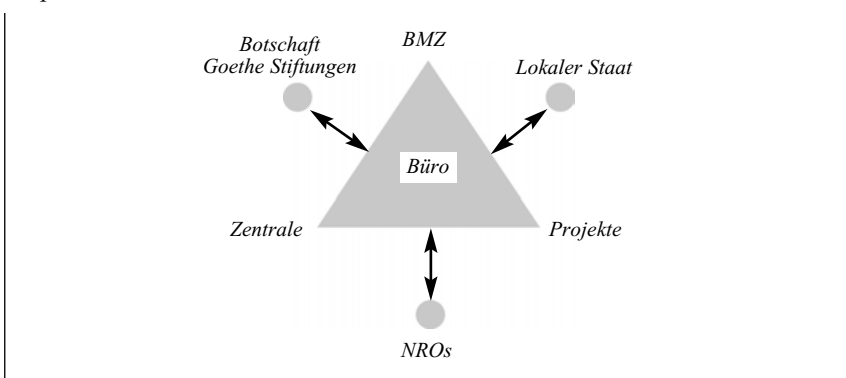 BMZ
Botschaft
Goethe Stiftungen
Lokaler Staat
Büro
Zentrale
Projekte
NROs